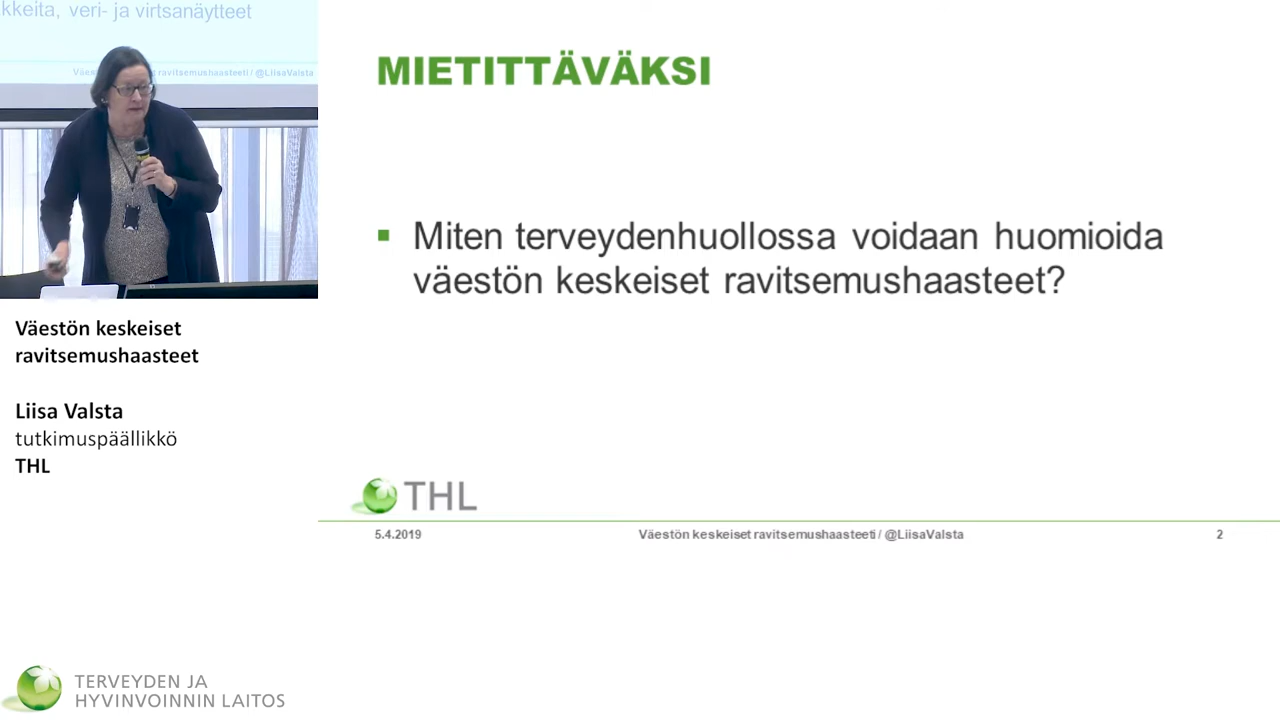 kkeita, veri- ja virtsanäytteet
t ravitsemushaasteeti / @LiisaValsta
MIETITTÄVÄKSI
Miten terveydenhuollossa voidaan huomioida
väestön keskeiset ravitsemushaasteet?
Väestön keskeiset
ravitsemushaasteet
Liisa Valsta
tutkimuspäällikkö
THL
THL
5.4.2019 Väestön keskeiset ravitsemushaasteeti / @LiisaValsta 2
TERVEYDEN JA
HYVINVOINNIN LAITOS